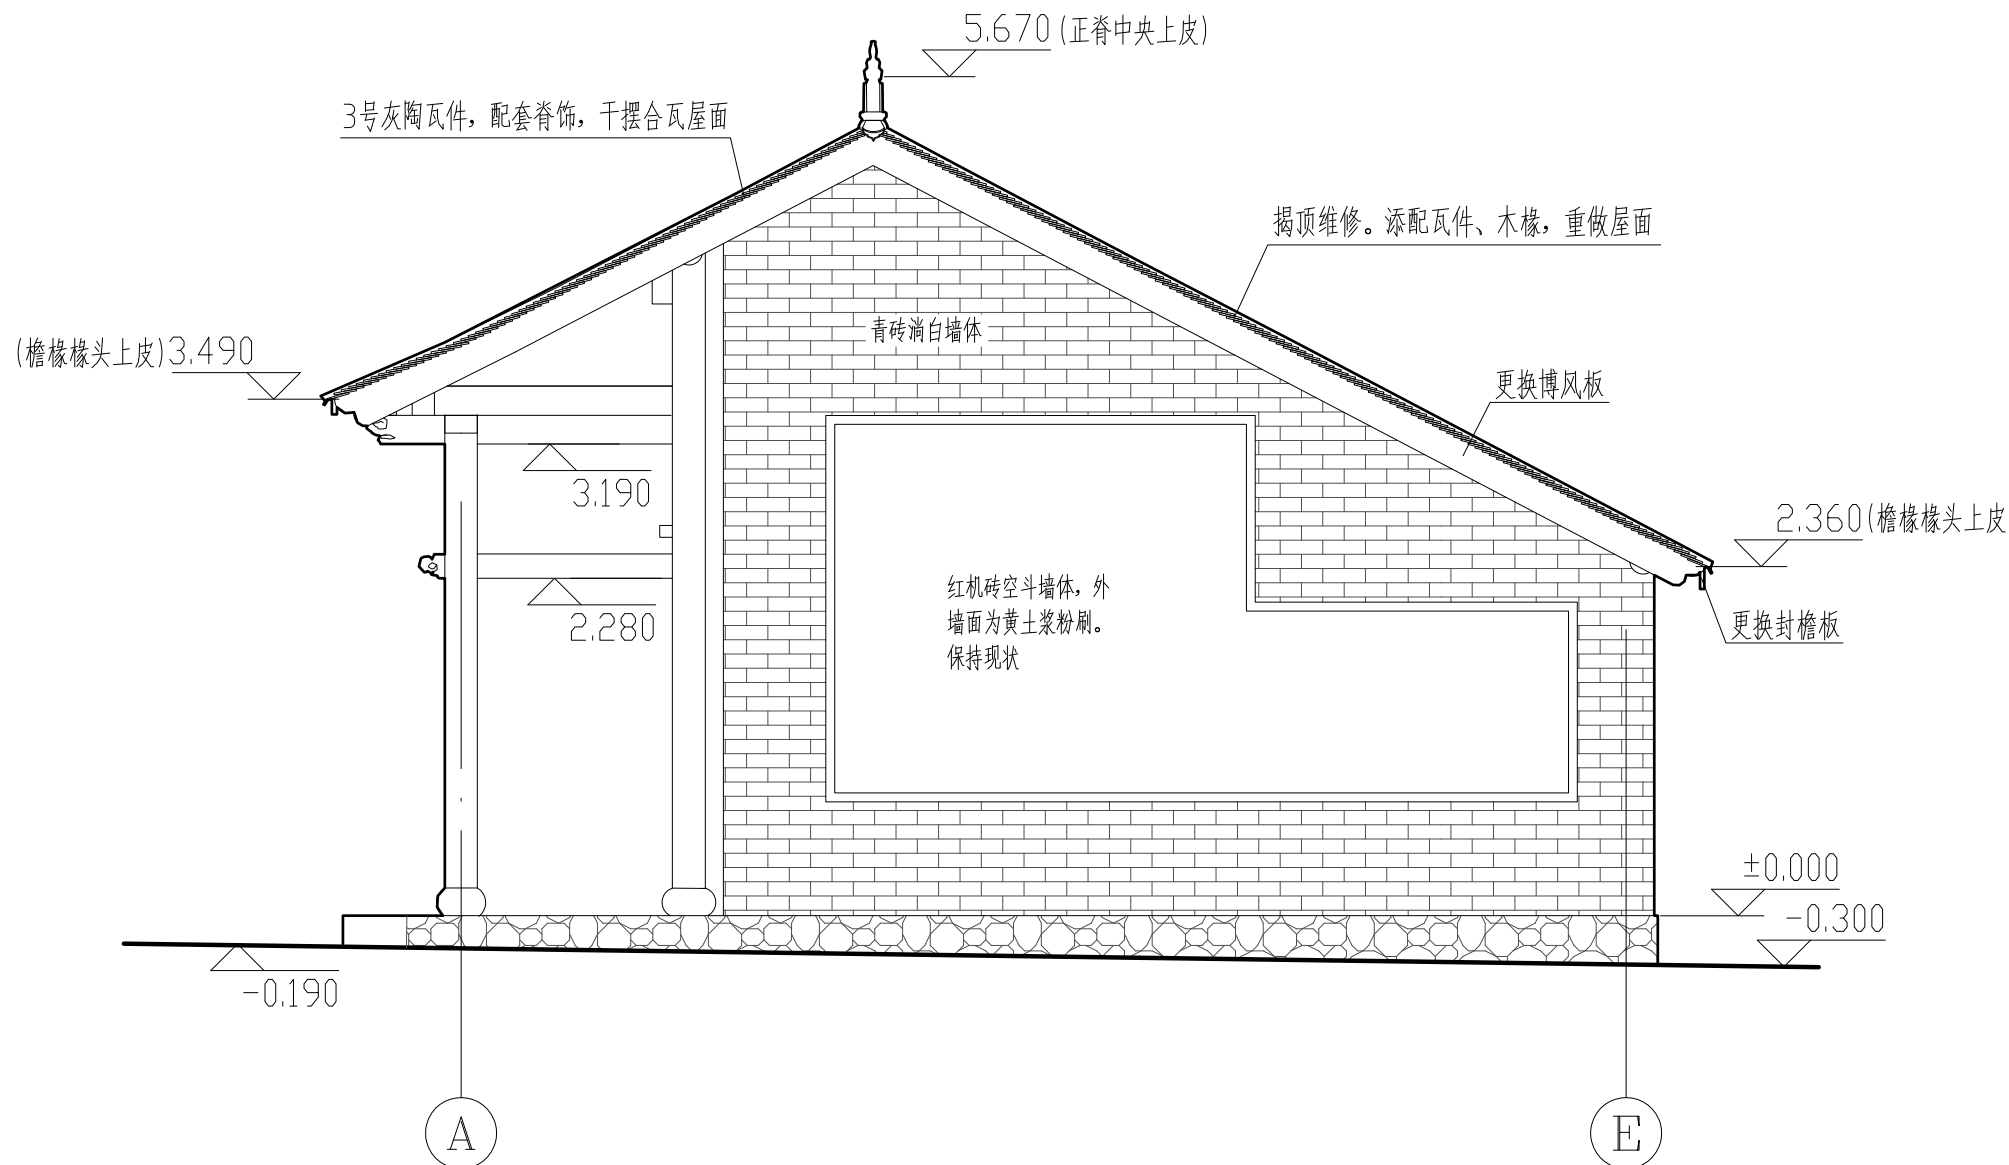 5.670(正脊中央上皮)
3号灰陶瓦件，配套脊饰，干摆合瓦屋面
揭顶维修。添配瓦件、木椽，重做屋面
青砖淌白墙体
(檐椽椽头上皮)3.490
更换博风板
3.190
2.360(檐椽椽头上皮
红机砖空斗墙体，外
墙面为黄土浆粉刷。
保持现状
2.280
更换封檐板
±0.000
-0.300
-0.190
A
E